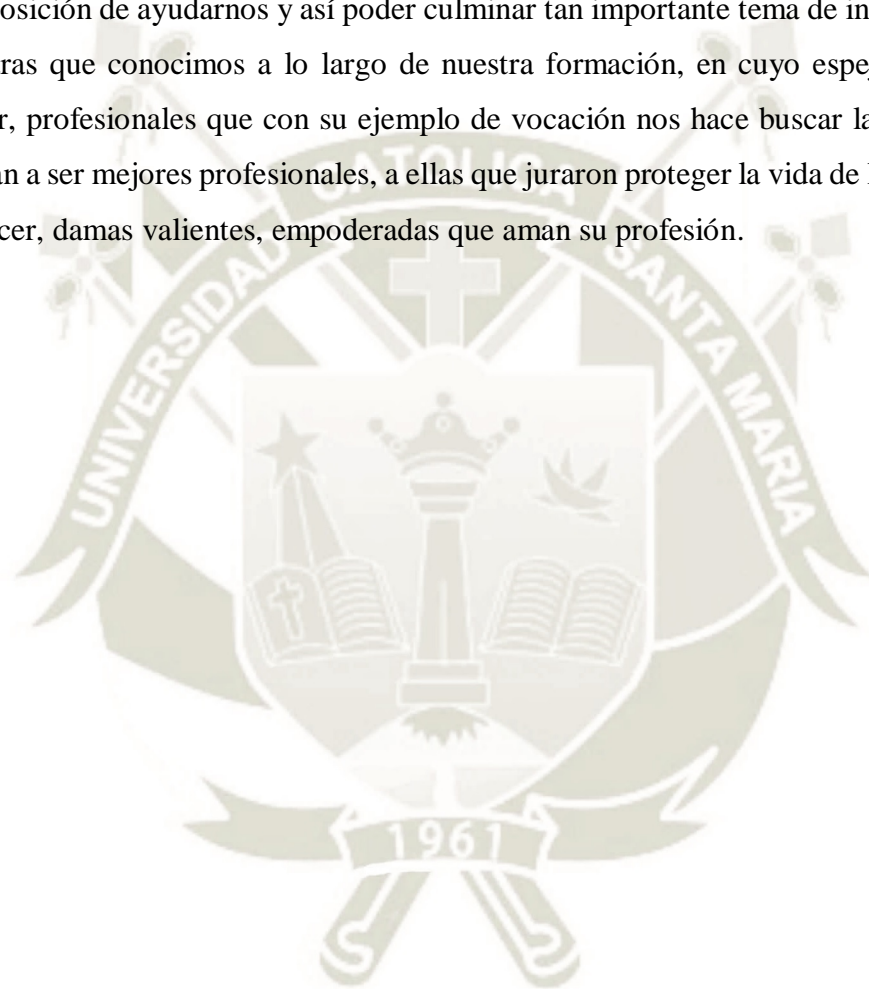 osición de ayudarnos y así poder culminar tan importante tema de in
ras que conocimos a lo largo de nuestra formación, en cuyo espe
r, profesionales que con su ejemplo de vocación nos hace buscar la
an a ser mejores profesionales, a ellas que juraron proteger la vida de
cer, damas valientes, empoderadas que aman su profesión.
UNIVERSIDAD CATOLICA SANTA MARIA
1961